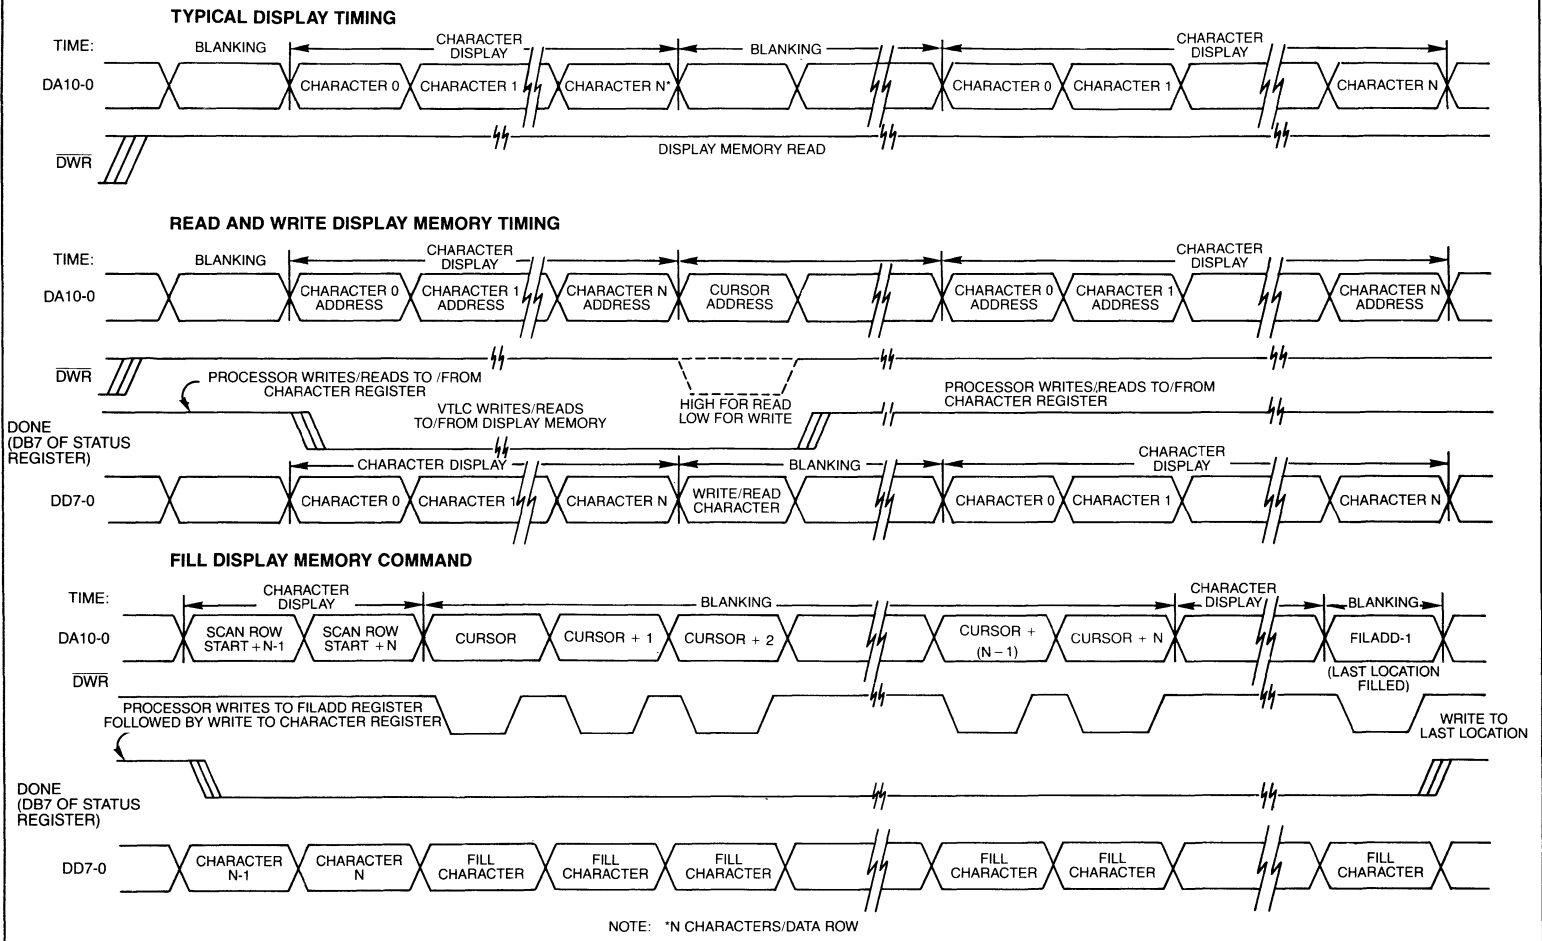 TYPICAL DISPLAY TIMING
TIME:
BLANKING
CHARACTER
DISPLAY
BLANKING
CHARACTER
DISPLAY
DA10-0
CHARACTER 0
CHARACTER 1
CHARACTER N*
CHARACTER 0
CHARACTER 1
CHARACTER N
DWR
DISPLAY MEMORY READ
READ AND WRITE DISPLAY MEMORY TIMING
TIME:
BLANKING
CHARACTER
DISPLAY
CHARACTER
DISPLAY
DA10-0
CHARACTER 0
ADDRESS
CHARACTER 1
ADDRESS
CHARACTER N
ADDRESS
CURSOR
ADDRESS
CHARACTER 0
ADDRESS
CHARACTER 1
ADDRESS
CHARACTER N
ADDRESS
DWR
PROCESSOR WRITES/READS TO /FROM
CHARACTER REGISTER
HIGH FOR READ
LOW FOR WRITE
PROCESSOR WRITES/READS TO/FROM
CHARACTER REGISTER
VTLC WRITES/READS
TO/FROM DISPLAY MEMORY
DONE
(DB7 OF STATUS
REGISTER)
CHARACTER DISPLAY
BLANKING
CHARACTER
DISPLAY
DD7-0
CHARACTER 0
CHARACTER 1
CHARACTER N
WRITE/READ
CHARACTER
CHARACTER 0
CHARACTER 1
CHARACTER N
FILL DISPLAY MEMORY COMMAND
TIME:
CHARACTER
DISPLAY
BLANKING
CHARACTER
DISPLAY
BLANKING
DA10-0
SCAN ROW
START +N-1
SCAN ROW
START +N
CURSOR
CURSOR + 1
CURSOR + 2
CURSOR +
(N – 1)
CURSOR + N
FILADD-1
(LAST LOCATION
FILLED)
DWR
PROCESSOR WRITES TO FILADD REGISTER
FOLLOWED BY WRITE TO CHARACTER REGISTER
WRITE TO
LAST LOCATION
DONE
(DB7 OF STATUS
REGISTER)
DD7-0
CHARACTER
N-1
CHARACTER
N
FILL
CHARACTER
FILL
CHARACTER
FILL
CHARACTER
FILL
CHARACTER
FILL
CHARACTER
FILL
CHARACTER
NOTE: *N CHARACTERS/DATA ROW